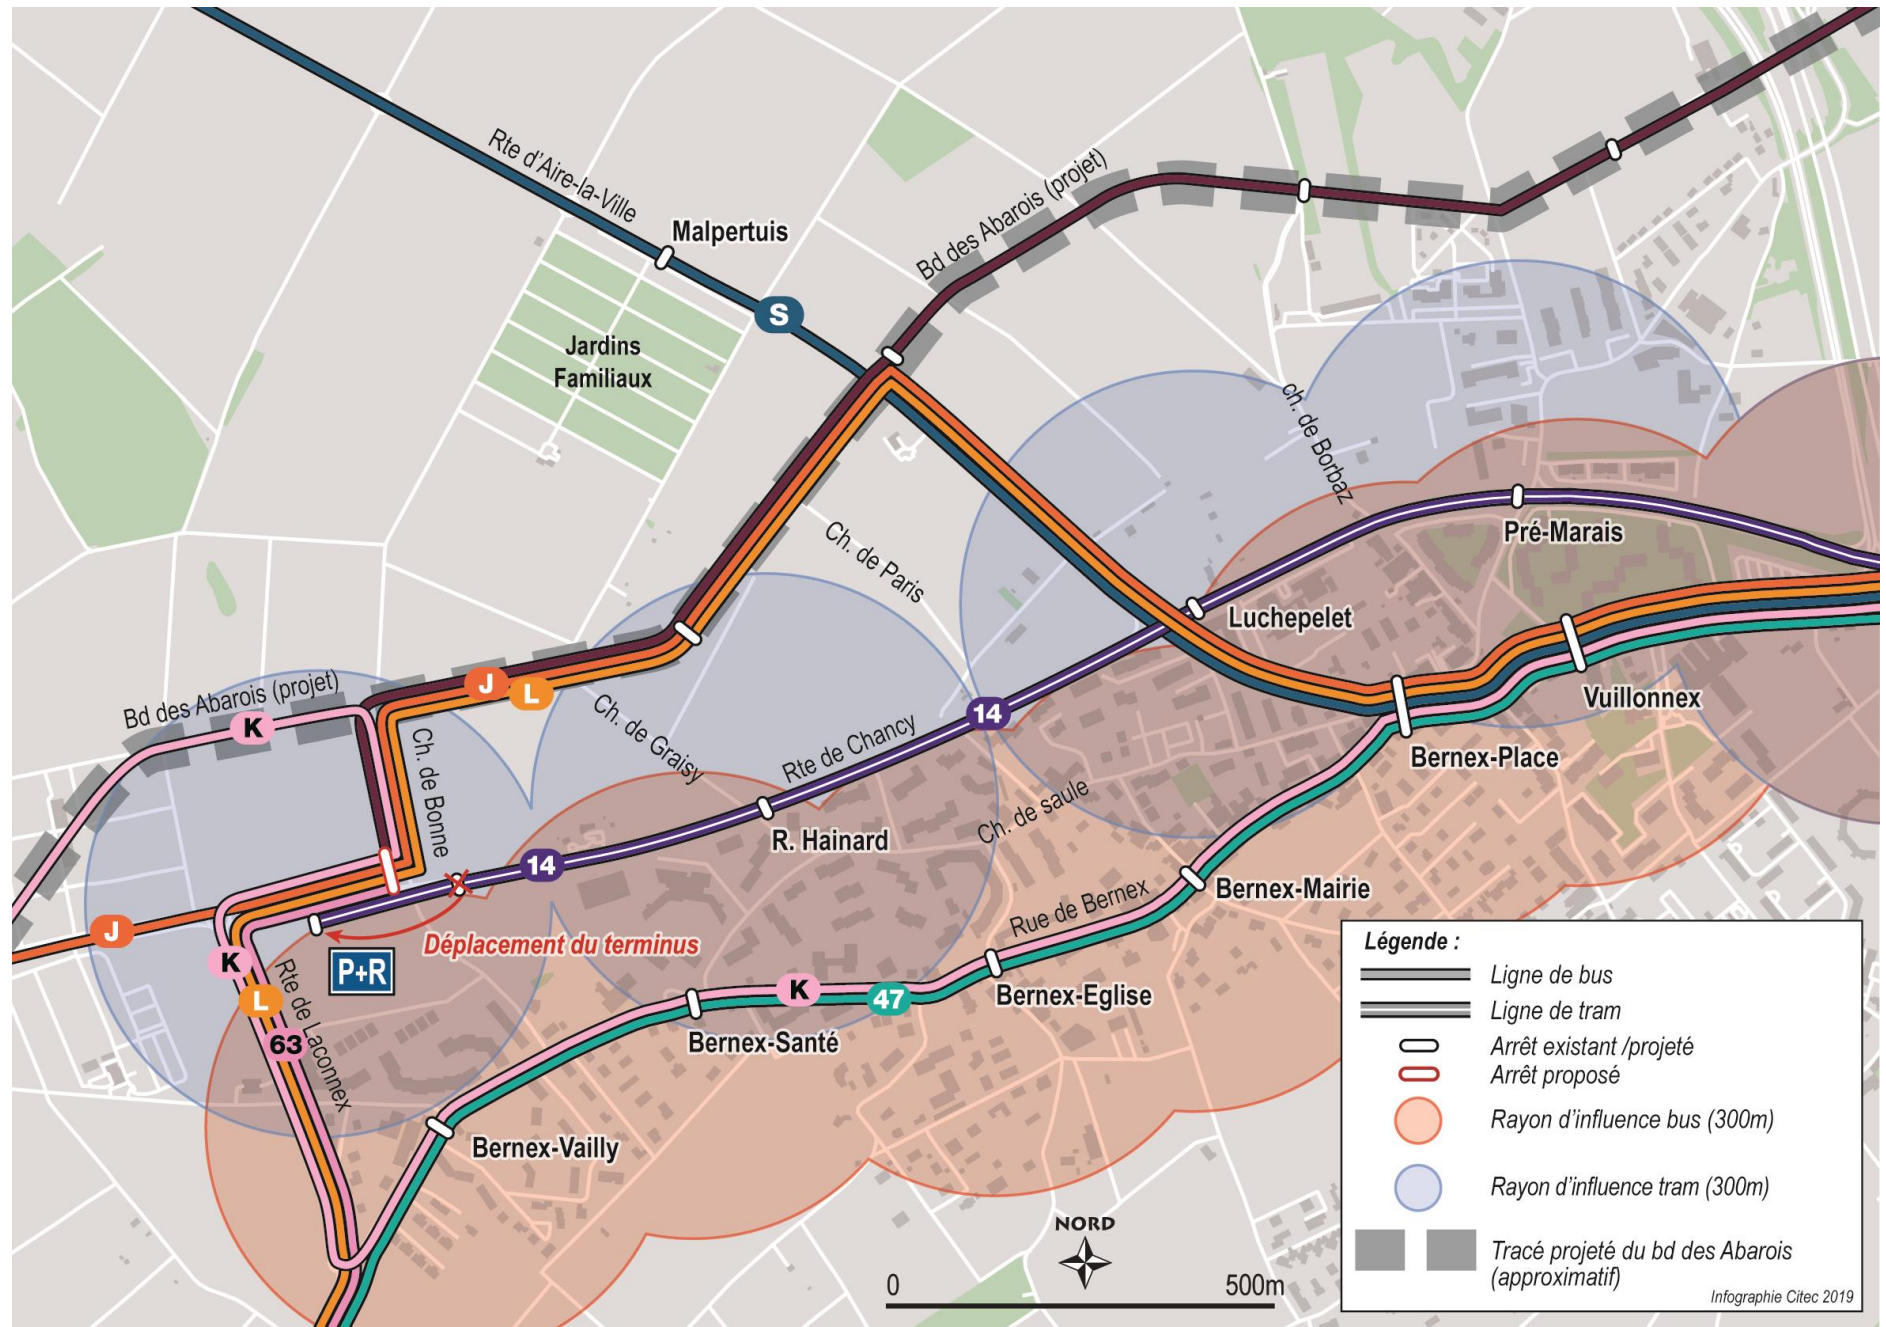 Rte d'Aire-la-Ville
Malpertuis
S
Jardins
Familiaux
Bd des Abarois (projet)
ch. de Borbaz
Pré-Marais
Ch. de Paris
Luchepelet
Vuillonnex
Bd des Abarois (projet)
K
J
L
Ch. de Graisy
14
Rte de Chancy
Bernex-Place
Ch. de Bonne
Ch. de saule
R. Hainard
14
Bernex-Mairie
Rue de Bernex
J
Déplacement du terminus
K
P+R
Rte de Laconnex
L
K
47
Bernex-Eglise
63
Bernex-Santé
Bernex-Vailly
NORD
0
500m
Légende :
Ligne de bus
Ligne de tram
Arrêt existant /projeté
Arrêt proposé
Rayon d'influence bus (300m)
Rayon d'influence tram (300m)
Tracé projeté du bd des Abarois
(approximatif)
Infographie Citec 2019